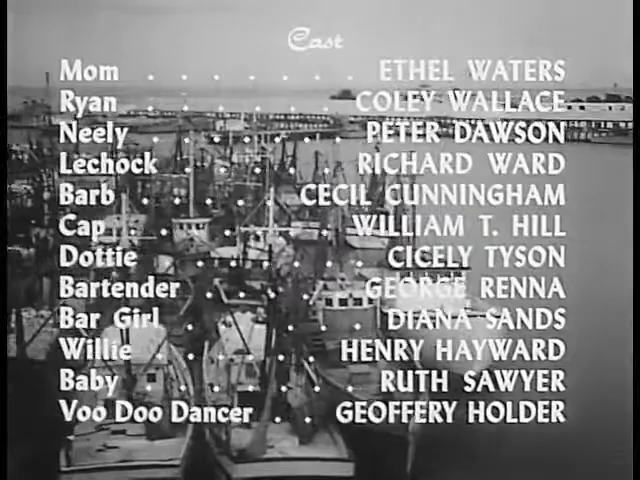 Cast
Mom . . . . . . . ETHEL WATERS
Ryan . . . . . . . COLEY WALLACE
Neely . . . . . . . PETER DAWSON
Lechock . . . . . . RICHARD WARD
Barb . . . . . CECIL CUNNINGHAM
Cap . . . . . . . WILLIAM T. HILL
Dottie . . . . . . . CICELY TYSON
Bartender . . . . . GEORGE RENNA
Bar Girl . . . . . . DIANA SANDS
Willie . . . . . HENRY HAYWARD
Baby . . . . . . . RUTH SAWYER
Voo Doo Dancer . . GEOFFERY HOLDER